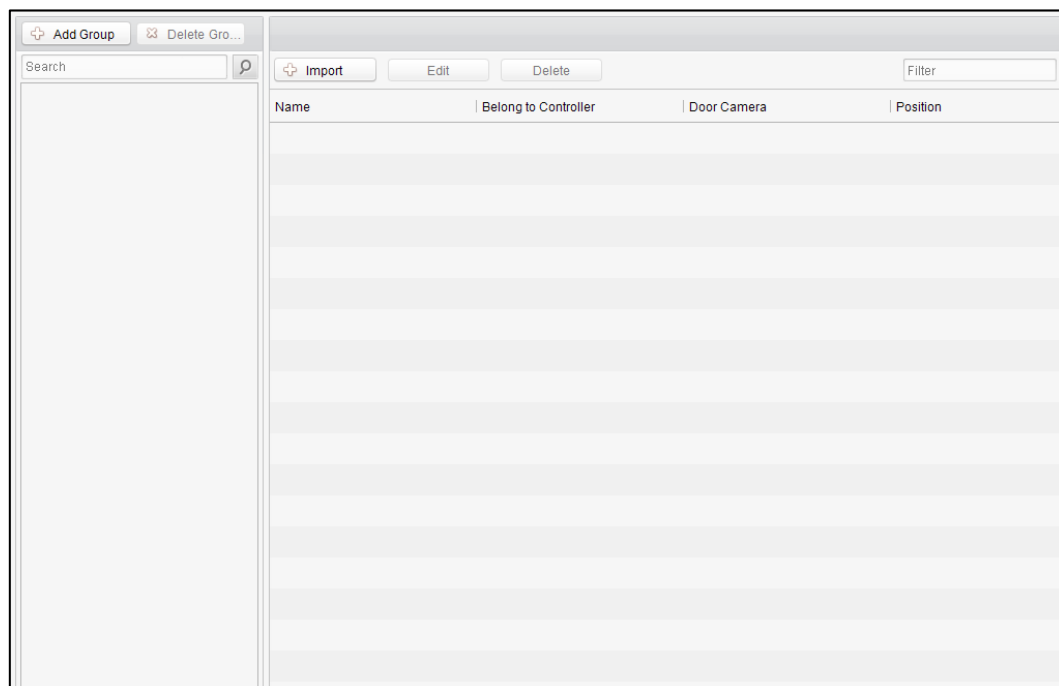 Add Group Delete Gro...
Search
Import Edit Delete Filter
Name Belong to Controller Door Camera Position